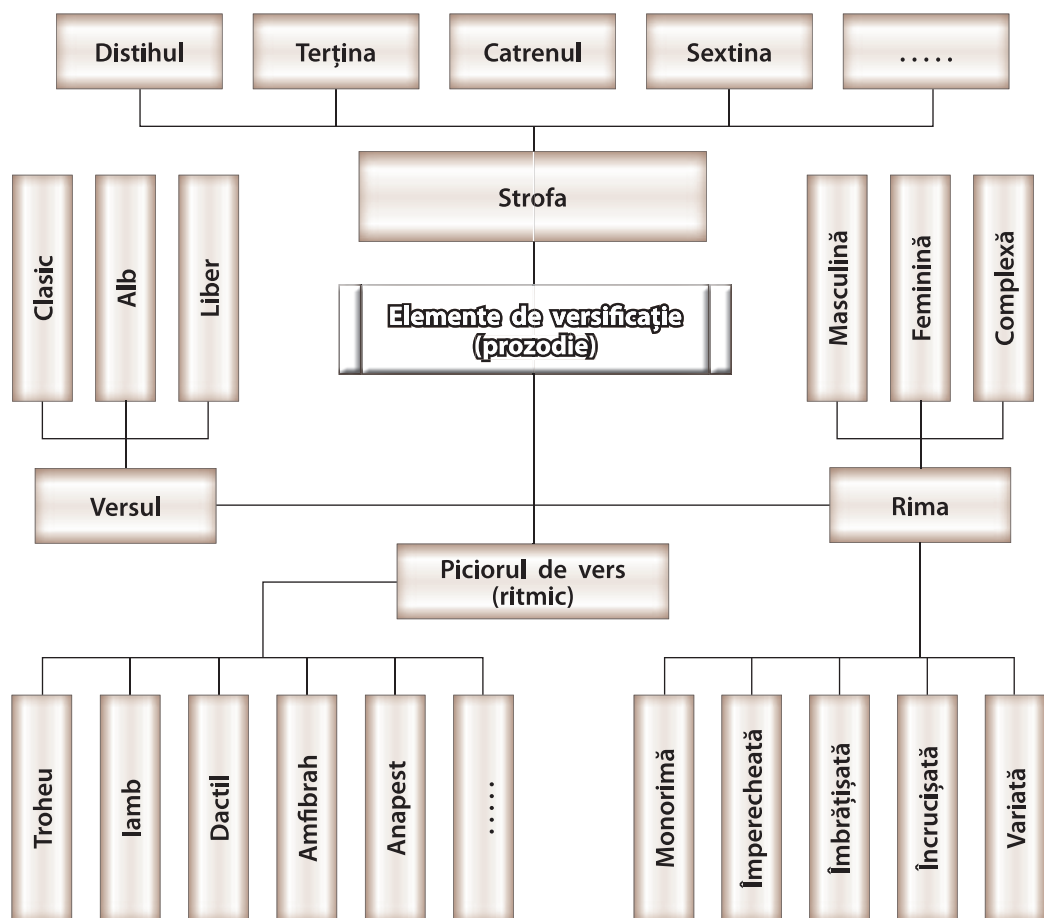 Distihul
Terțina
Catrenul
Sextina
. . . . .
Clasic
Alb
Liber
Strofa
Masculină
Feminină
Complexă
Elemente de versificație
(prozodie)
Versul
Rima
Piciorul de vers
(ritmic)
Troheu
Iamb
Dactil
Amfibrah
Anapest
. . . . .
Monorimă
Împerecheată
Îmbrățișată
Încrucișată
Variată